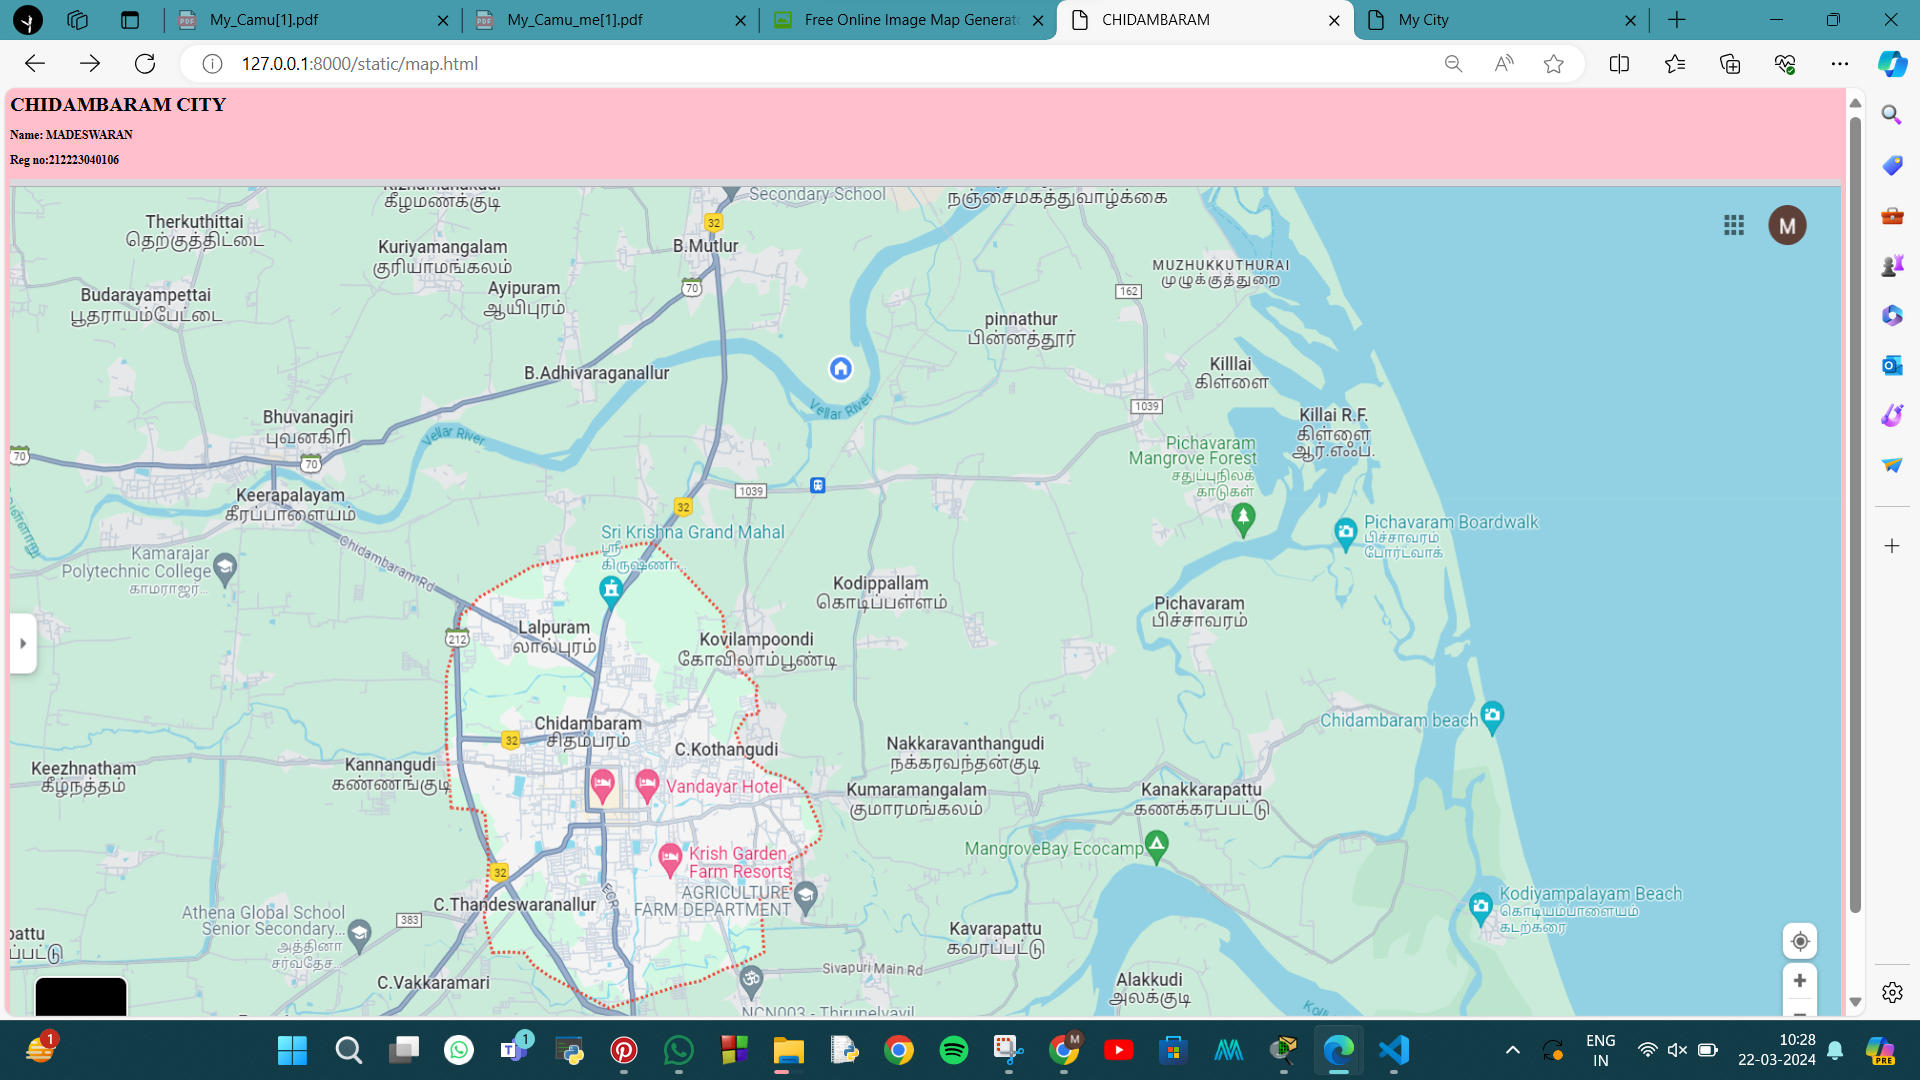 My_Camu[1].pdf
My_Camu_me[1].pdf
Free Online Image Map Generato
CHIDAMBARAM
My City
127.0.0.1:8000/static/map.html
CHIDAMBARAM CITY
Name: MADESWARAN
Reg no:212223040106
கீழமணக்குடி
Secondary School
நஞ்சைமகத்துவாழ்க்கை
Therkuthittai
தெற்குத்திட்டை
32
M
Kuriyamangalam
குரியாமங்கலம்
B.Mutlur
MUZHUKKUTHURAI
முழுக்குத்துறை
Budarayampettai
பூதராயம்பேட்டை
Ayipuram
ஆயிபுரம்
70
162
pinnathur
பின்னத்தூர்
Killlai
கிள்ளை
B.Adhivaraganallur
Vellar River
1039
Bhuvanagiri
புவனகிரி
Vellar River
Killai R.F.
கிள்ளை
ஆர்.எஃப்.
Pichavaram
Mangrove Forest
சதுப்புநிலக்
காடுகள்
70
70
Keerapalayam
கீரப்பாளையம்
1039
32
Sri Krishna Grand Mahal
ஸ்ரீ
கிருஷ்ணா...
Pichavaram Boardwalk
பிச்சாவரம்
போர்ட்வாக்
Chidambaram Rd
Kamarajar
Polytechnic College
காமராஜர்...
Kodippallam
கொடிப்பள்ளம்
Pichavaram
பிச்சாவரம்
212
Lalpuram
லால்புரம்
Kovilampoondi
கோவிலாம்பூண்டி
Chidambaram
சிதம்பரம்
32
C.Kothangudi
Chidambaram beach
Nakkaravanthangudi
நக்கரவந்தன்குடி
Keezhnatham
கீழ்நத்தம்
Kannangudi
கண்ணங்குடி
Vandayar Hotel
Kumaramangalam
குமாரமங்கலம்
Kanakkarapattu
கணக்கரப்பட்டு
MangroveBay Ecocamp
32
Krish Garden
Farm Resorts
AGRICULTURE
FARM DEPARTMENT
ECR
C.Thandeswaranallur
383
Kodiyampalayam Beach
கொடியம்பாளையம்
கடற்கரை
Athena Global School
Senior Secondary...
அத்தினா
சர்வதேச...
pattu
ப்பட்டு
Kavarapattu
கவரப்பட்டு
Sivapuri Main Rd
C.Vakkaramari
Alakkudi
அலக்குடி
NCN003 - Thirunelvayil
1
1
M
ENG
IN
10:28
22-03-2024
PRE